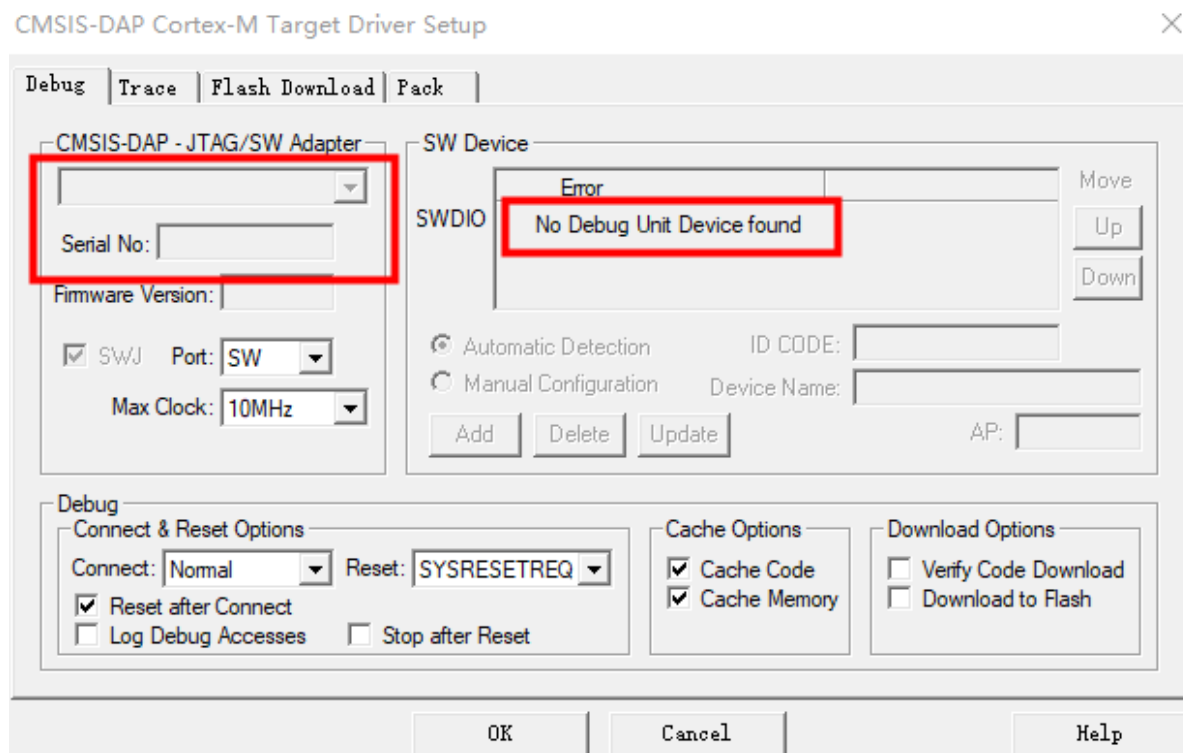 CMSIS-DAP Cortex-M Target Driver Setup
Debug Trace Flash Download Pack
CMSIS-DAP - JTAG/SW Adapter
Serial No:
Firmware Version:
SWJ Port: SW
Max Clock: 10MHz
SW Device
Error
SWDIO No Debug Unit Device found
Move
Up
Down
Automatic Detection ID CODE:
Manual Configuration Device Name:
Add Delete Update AP:
Debug
Connect & Reset Options
Connect: Normal Reset: SYSRESETREQ
Reset after Connect
Log Debug Accesses Stop after Reset
Cache Options
Cache Code
Cache Memory
Download Options
Verify Code Download
Download to Flash
OK Cancel Help